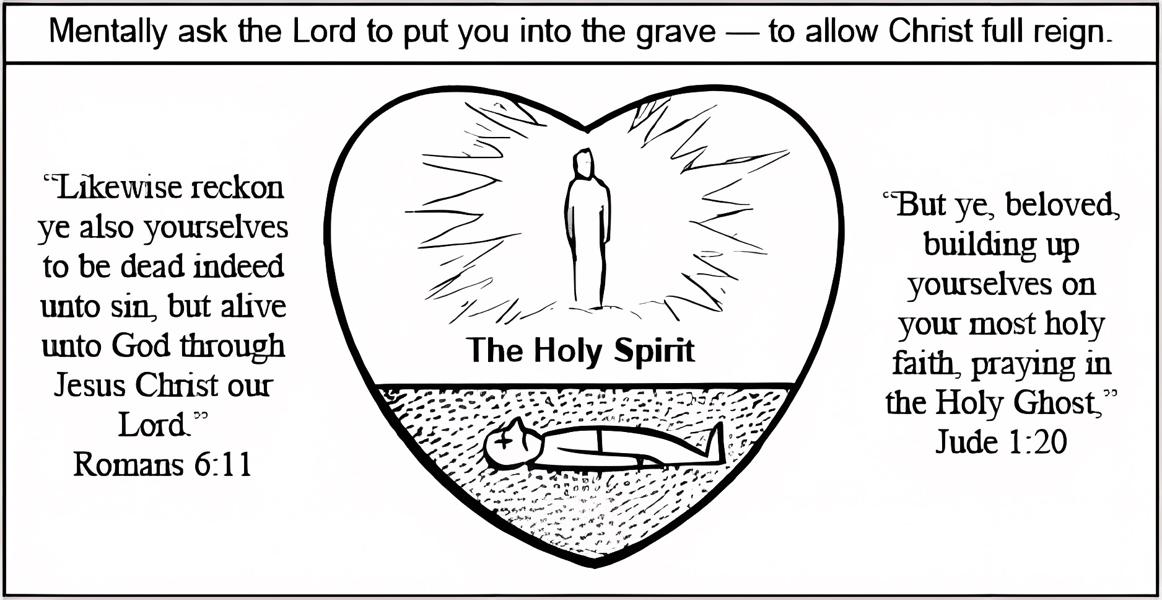 Mentally ask the Lord to put you into the grave — to allow Christ full reign.
“Likewise reckon
ye also yourselves
to be dead indeed
unto sin, but alive
unto God through
Jesus Christ our
Lord.”
Romans 6:11
The Holy Spirit
“But ye, beloved,
building up
yourselves on
your most holy
faith, praying in
the Holy Ghost,”
Jude 1:20